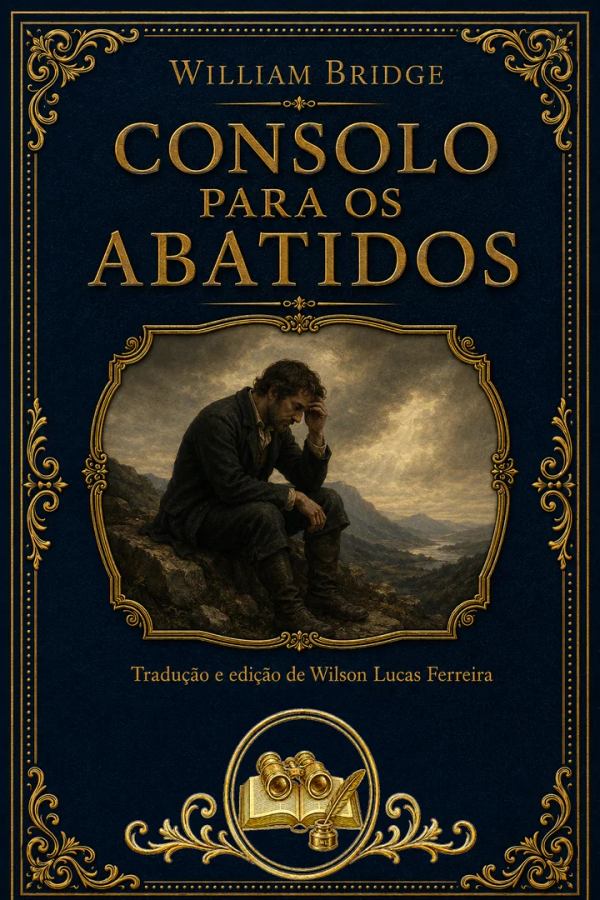 WILLIAM BRIDGE
CONSOLO
PARA OS
ABATIDOS
Tradução e edição de Wilson Lucas Ferreira